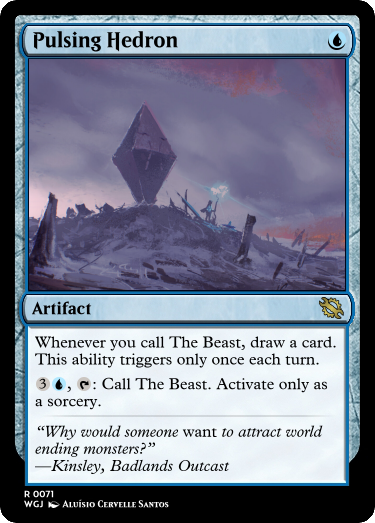 Pulsing Hedron
Artifact
Whenever you call The Beast, draw a card.
This ability triggers only once each turn.
3, : Call The Beast. Activate only as
a sorcery.
“Why would someone want to attract world
ending monsters?”
—Kinsley, Badlands Outcast
R 0071
WGJ Aluísio Cervelle Santos